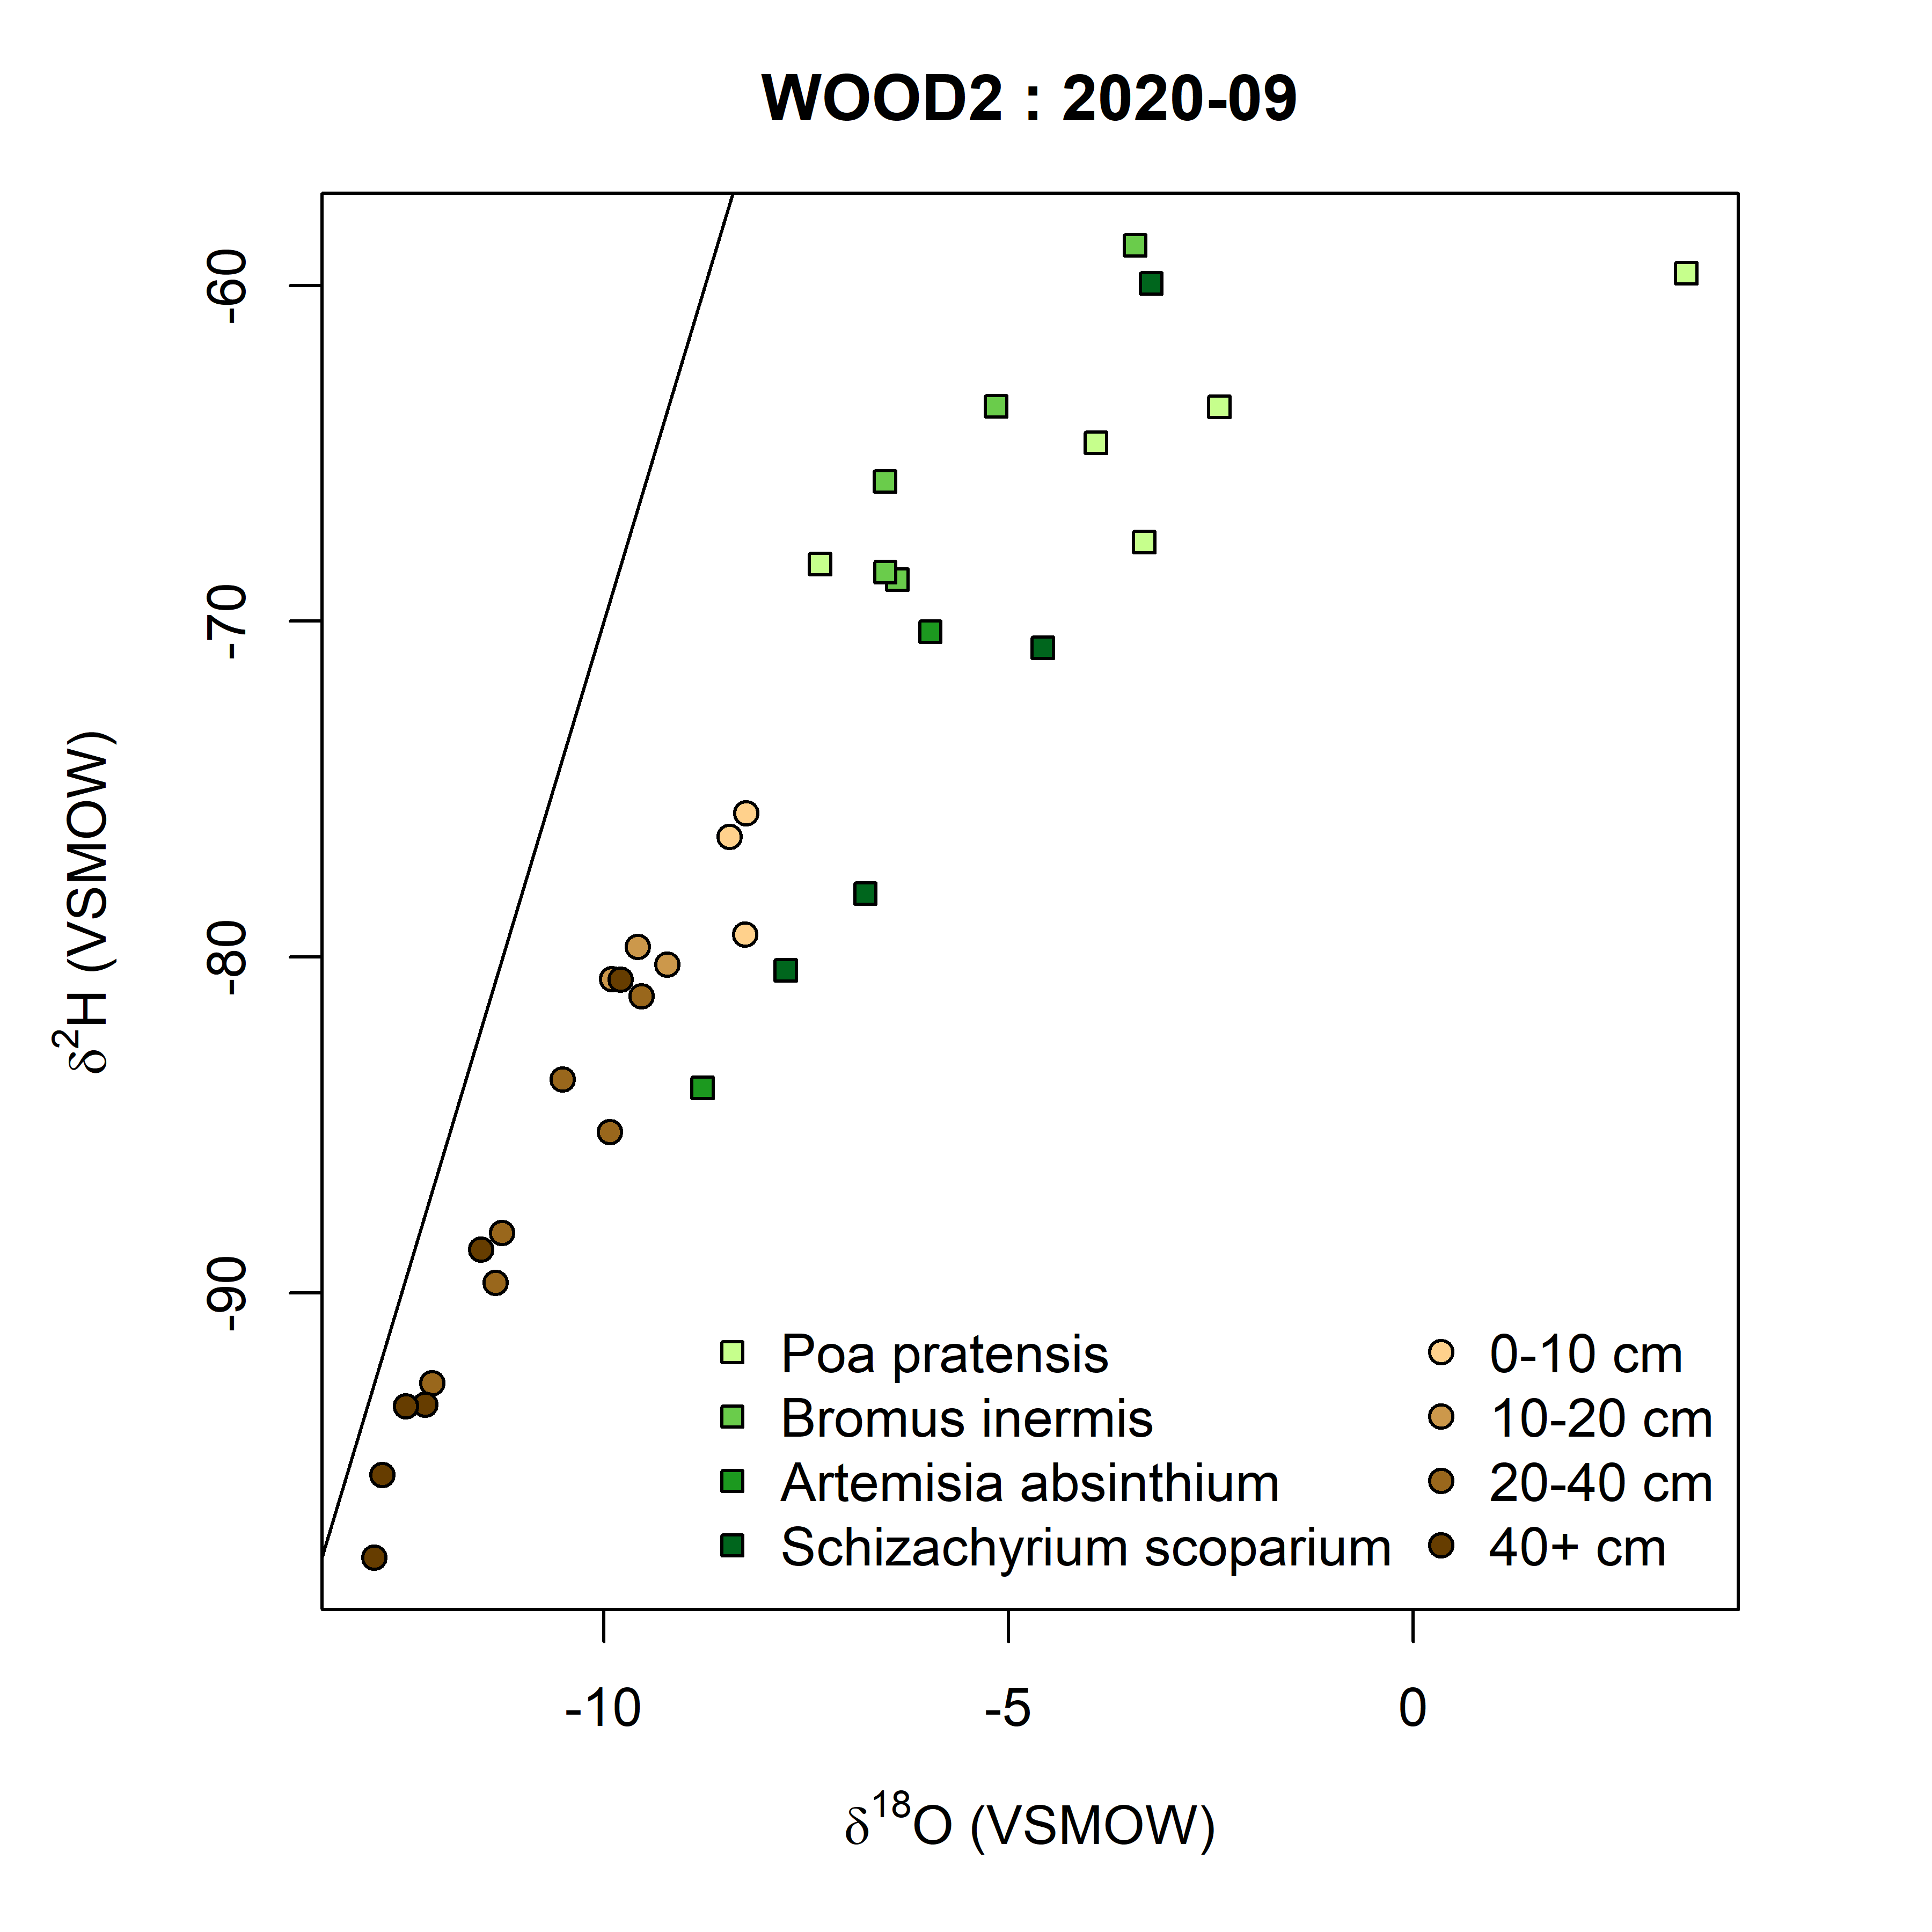 WOOD2 : 2020-09
-60
-70
-80
-90
δ²H (VSMOW)
Poa pratensis
Bromus inermis
Artemisia absinthium
Schizachyrium scoparium
0-10 cm
10-20 cm
20-40 cm
40+ cm
-10
-5
0
δ¹⁸O (VSMOW)